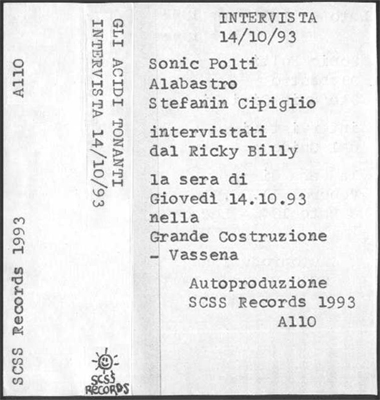 A110
SCSS Records 1993
GLI ACIDI TONANTI
INTERVISTA 14/10/93
SCSS
RECORDS
INTERVISTA
14/10/93
Sonic Polti
Alabastro
Stefanin Cipiglio
intervistati
dal Ricky Billy
la sera di
Giovedì 14.10.93
nella
Grande Costruzione
- Vassena
Autoproduzione
SCSS Records 1993
A110